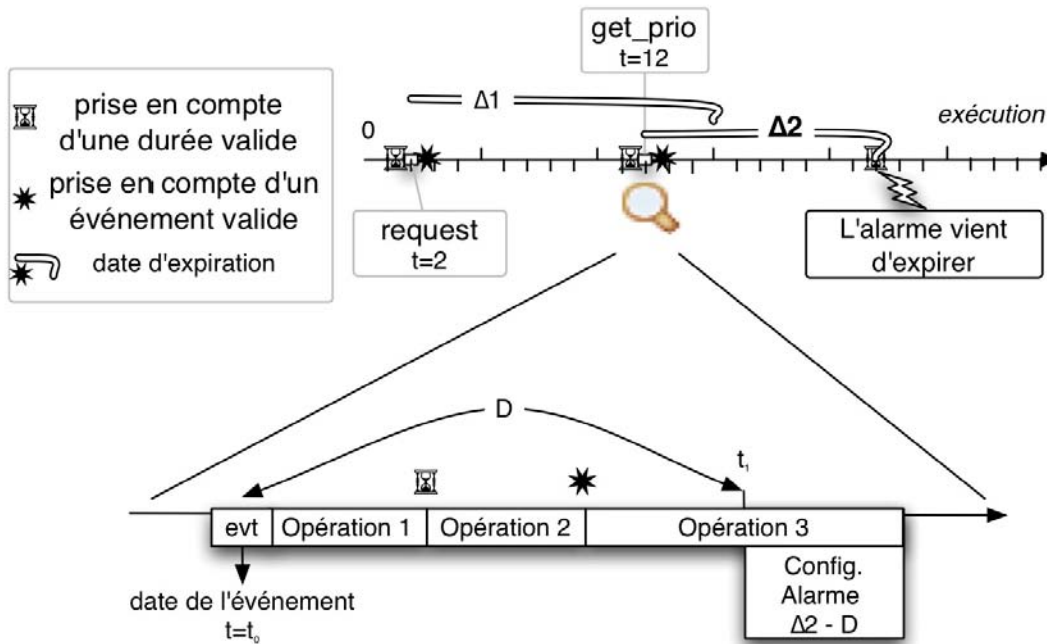 get_prio
t=12
prise en compte
d'une durée valide
prise en compte d'un
événement valide
date d'expiration
Δ1
0
Δ2
exécution
request
t=2
L'alarme vient
d'expirer
D
t₁
evt
Opération 1
Opération 2
Opération 3
date de l'événement
t=t₀
Config.
Alarme
Δ2 - D